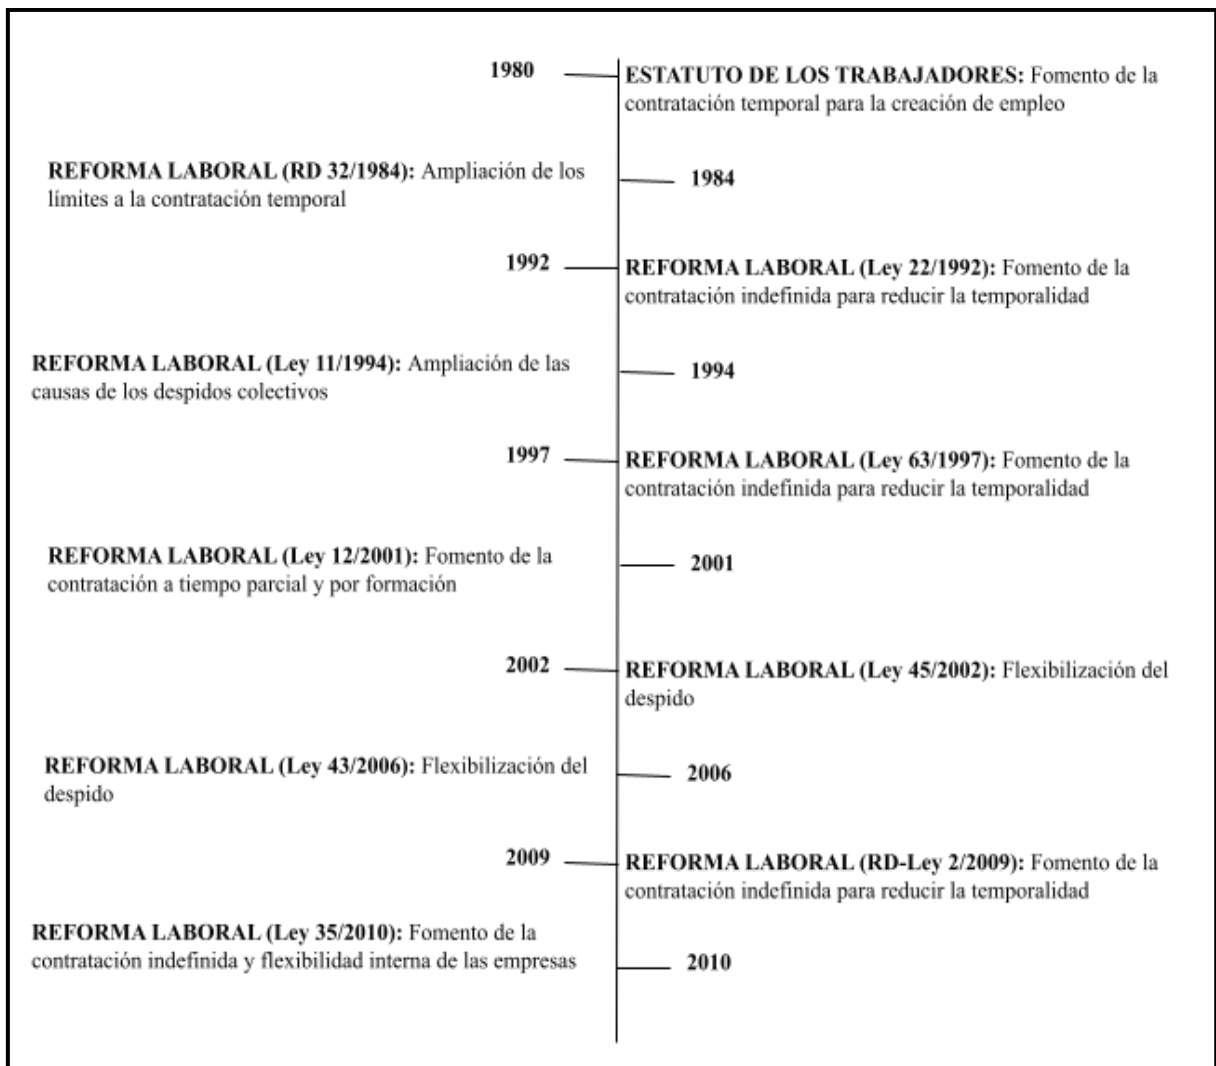 1980
ESTATUTO DE LOS TRABAJADORES: Fomento de la
contratación temporal para la creación de empleo
REFORMA LABORAL (RD 32/1984): Ampliación de los
límites a la contratación temporal
1984
1992
REFORMA LABORAL (Ley 22/1992): Fomento de la
contratación indefinida para reducir la temporalidad
REFORMA LABORAL (Ley 11/1994): Ampliación de las
causas de los despidos colectivos
1994
1997
REFORMA LABORAL (Ley 63/1997): Fomento de la
contratación indefinida para reducir la temporalidad
REFORMA LABORAL (Ley 12/2001): Fomento de la
contratación a tiempo parcial y por formación
2001
2002
REFORMA LABORAL (Ley 45/2002): Flexibilización del
despido
REFORMA LABORAL (Ley 43/2006): Flexibilización del
despido
2006
2009
REFORMA LABORAL (RD-Ley 2/2009): Fomento de la
contratación indefinida para reducir la temporalidad
REFORMA LABORAL (Ley 35/2010): Fomento de la
contratación indefinida y flexibilidad interna de las empresas
2010